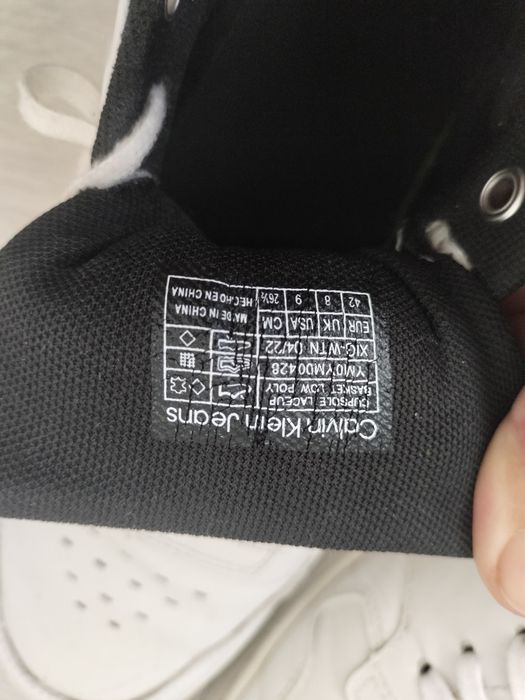 Calvin Klein Jeans
CUPSOLE LACEUP
BASKET LOW POLY
YM0YM00428
XIG-WTN 04/22
EUR UK USA CM
42 8 9 26½
MADE IN CHINA
HECHO EN CHINA